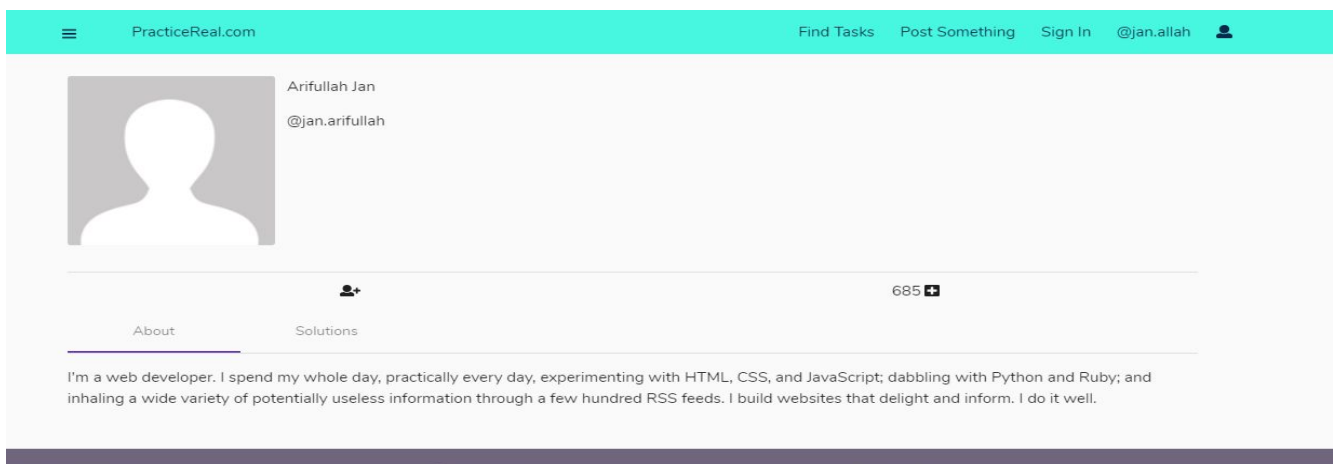 PracticeReal.com Find Tasks Post Something Sign In @jan.allah
Arifullah Jan
@jan.arifullah
685
About Solutions
I'm a web developer. I spend my whole day, practically every day, experimenting with HTML, CSS, and JavaScript; dabbling with Python and Ruby; and
inhaling a wide variety of potentially useless information through a few hundred RSS feeds. I build websites that delight and inform. I do it well.